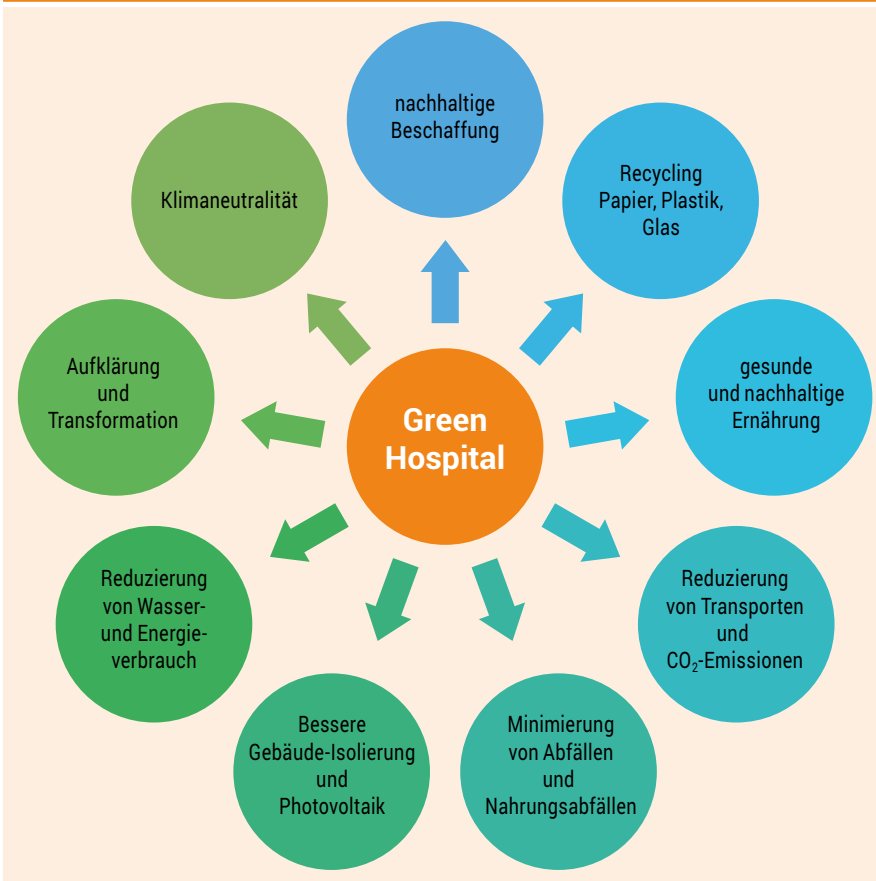 nachhaltige
Beschaffung
Recycling
Papier, Plastik,
Glas
gesunde
und nachhaltige
Ernährung
Reduzierung
von Transporten
und
CO₂-Emissionen
Minimierung
von Abfällen
und
Nahrungsabfällen
Bessere
Gebäude-Isolierung
und
Photovoltaik
Reduzierung
von Wasser-
und Energie-
verbrauch
Aufklärung
und
Transformation
Klimaneutralität
Green
Hospital